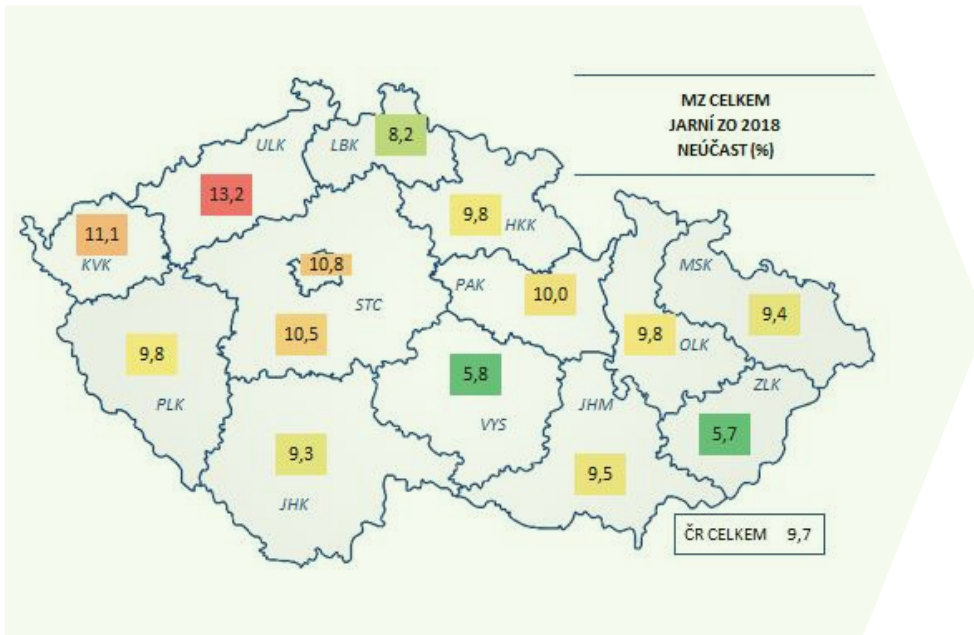 MZ CELKEM
JARNÍ ZO 2018
NEÚČAST (%)
ULK
LBK
8,2
13,2
9,8
HKK
11,1
KVK
10,8
STC
10,5
PAK
10,0
MSK
9,4
9,8
OLK
9,8
PLK
5,8
VYS
JHM
ZLK
5,7
9,3
JHK
9,5
ČR CELKEM 9,7